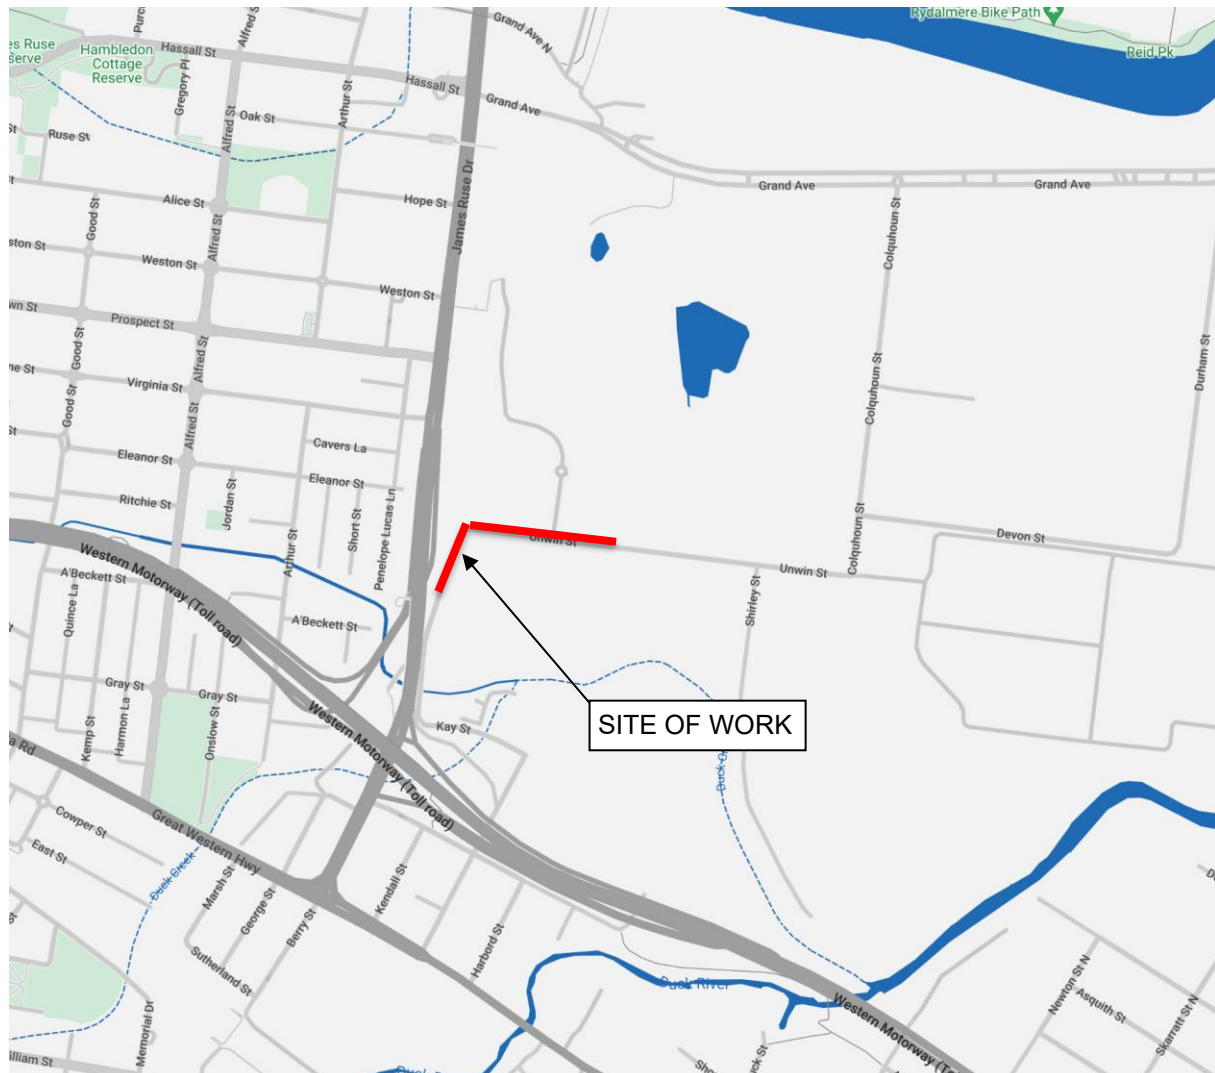 Rydalmere Bike Path
Reid Pk
Grand Ave N
Alfred St
Hambledon
Cottage
Reserve
Hassall St
Gregory Pl
Arthur St
Hassall St
Grand Ave
Oak St
Alfred St
Ruse St
Grand Ave
Grand Ave
Alice St
Hope St
James Ruse Dr
Good St
Alfred St
Colquhoun St
Weston St
Weston St
Prospect St
Good St
Alfred St
Durham St
Virginia St
Colquhoun St
Good St
Alfred St
Cavers La
Eleanor St
Eleanor St
Ritchie St
Jordan St
Short St
Penelope Lucas Ln
Arthur St
Unwin St
Colquhoun St
Devon St
Unwin St
Shirley St
Western Motorway (Toll road)
A'Beckett St
Quince La
A'Beckett St
Gray St
Gray St
Kemp St
Harmon La
Onslow St
Western Motorway (Toll road)
Kay St
SITE OF WORK
Great Western Hwy
Cowper St
East St
Duck Creek
Marsh St
George St
Berry St
Kendall St
Harbord St
Sutherland St
Memorial Dr
Duck River
Western Motorway (To
Newton St N
Asquith St
Skarratt St N
illiam St